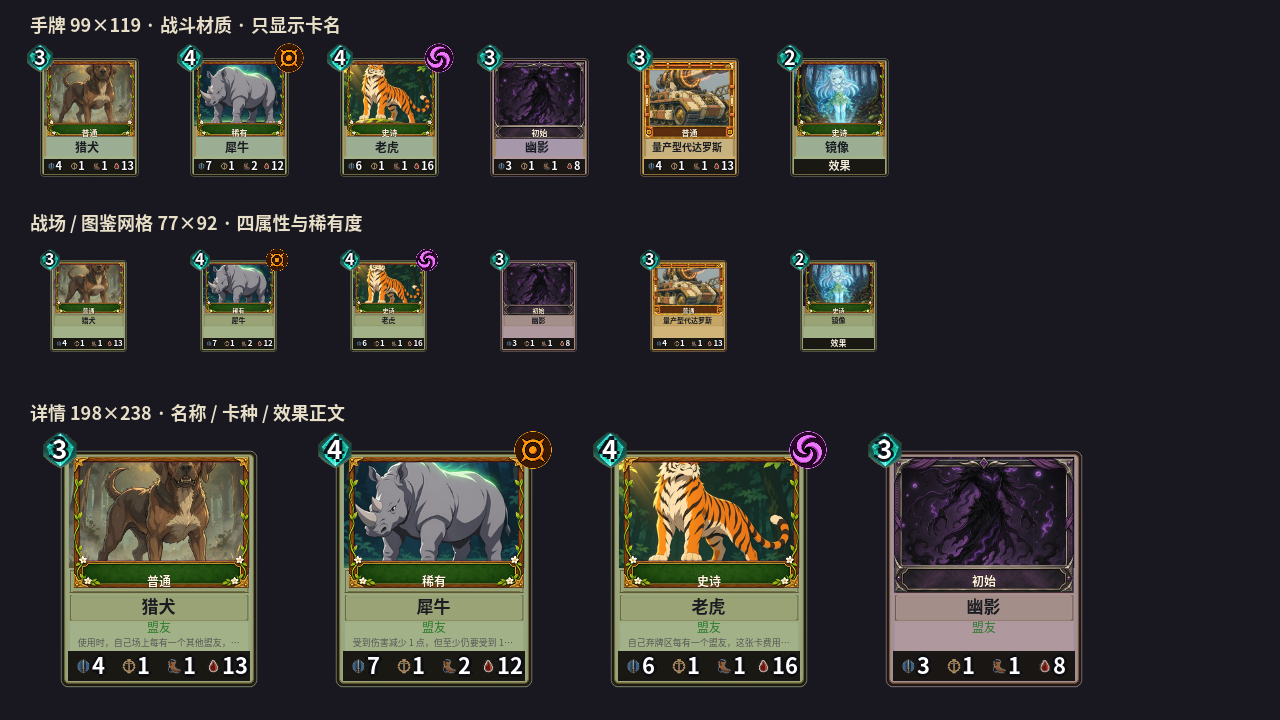 手牌 99×119 · 战斗材质 · 只显示卡名
3 4 4 3 3 2
普通 稀有 史诗 初始 普通 史诗
猎犬 犀牛 老虎 幽影 量产型代达罗斯 镜像
4 1 1 13 7 1 2 12 6 1 1 16 3 1 1 8 4 1 1 13 效果
战场 / 图鉴网格 77×92 · 四属性与稀有度
3 4 4 3 3 2
普通 稀有 史诗 初始 普通 史诗
猎犬 犀牛 老虎 幽影 量产型代达罗斯 镜像
4 1 1 13 7 1 2 12 6 1 1 16 3 1 1 8 4 1 1 13 效果
详情 198×238 · 名称 / 卡种 / 效果正文
3 4 4 3
普通 稀有 史诗 初始
猎犬 犀牛 老虎 幽影
盟友 盟友 盟友 盟友
使用时，自己场上每有一个其他盟友，… 受到伤害减少 1 点，但至少仍要受到 1… 自己弃牌区每有一个盟友，这张卡费用…
4 1 1 13 7 1 2 12 6 1 1 16 3 1 1 8